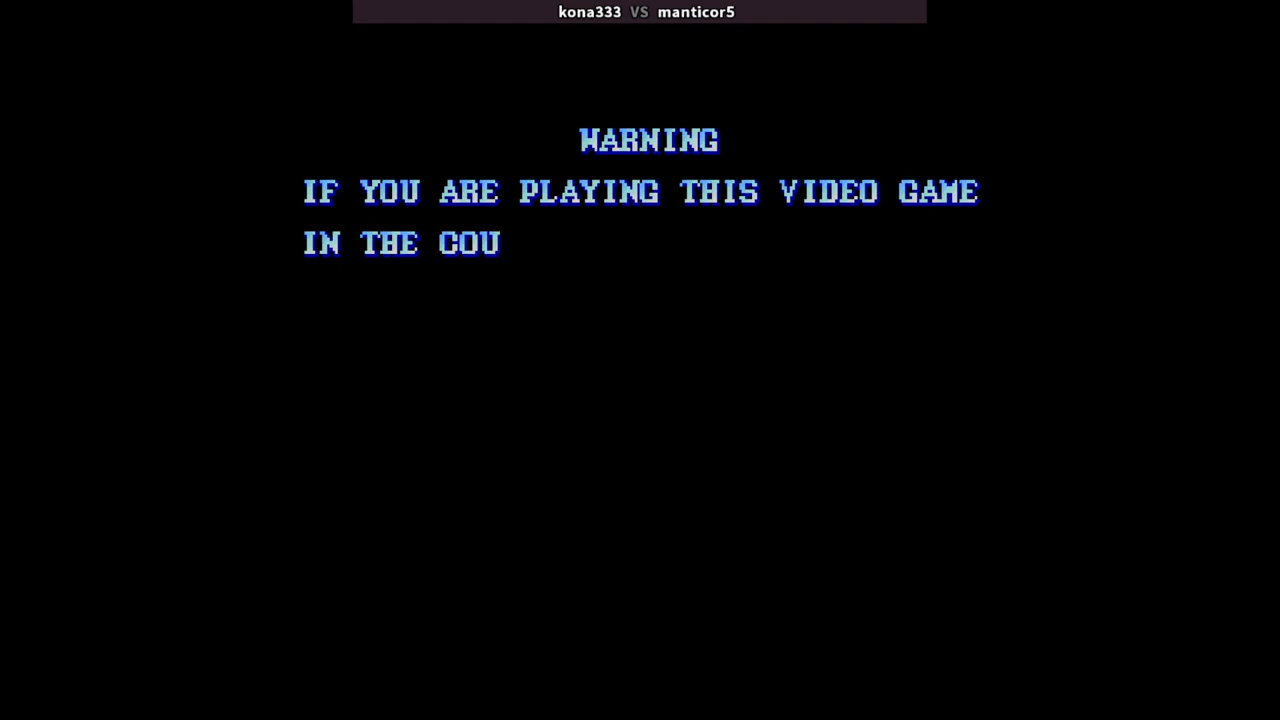 kona333 VS manticor5
WARNING
IF YOU ARE PLAYING THIS VIDEO GAME
IN THE COU